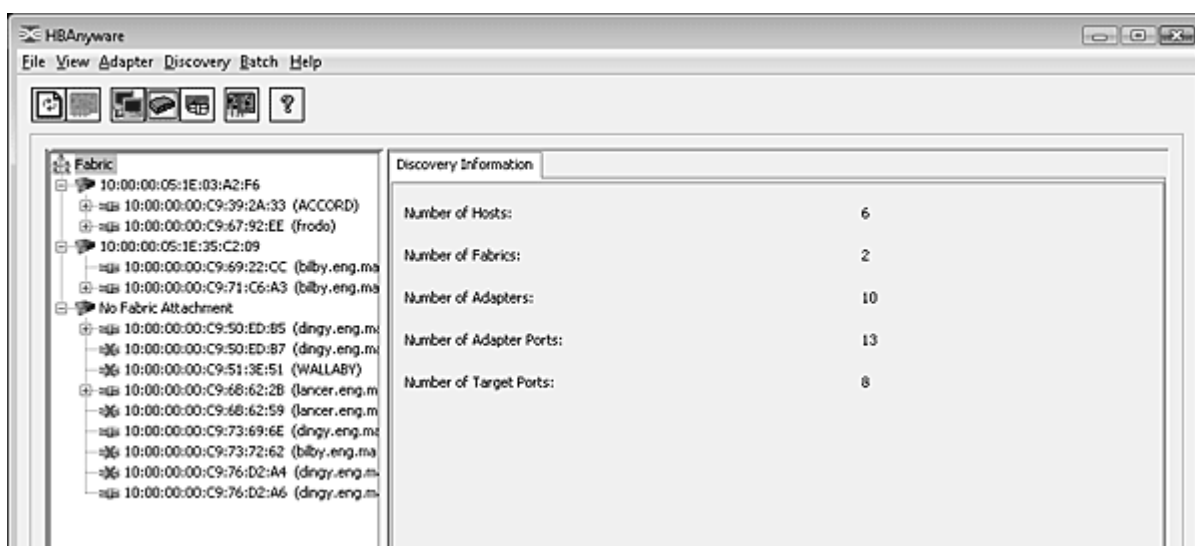 HBAnyware
File View Adapter Discovery Batch Help
Fabric
10:00:00:05:1E:03:A2:F6
10:00:00:00:C9:39:2A:33 (ACCORD)
10:00:00:00:C9:67:92:EE (frodo)
10:00:00:05:1E:35:C2:09
10:00:00:00:C9:69:22:CC (bilby.eng.ma
10:00:00:00:C9:71:C6:A3 (bilby.eng.ma
No Fabric Attachment
10:00:00:00:C9:50:ED:B5 (dingy.eng.ma
10:00:00:00:C9:50:ED:B7 (dingy.eng.ma
10:00:00:00:C9:51:3E:51 (WALLABY)
10:00:00:00:C9:68:62:2B (lancer.eng.m
10:00:00:00:C9:68:62:59 (lancer.eng.m
10:00:00:00:C9:73:69:6E (dingy.eng.ma
10:00:00:00:C9:73:72:62 (bilby.eng.ma
10:00:00:00:C9:76:D2:A4 (dingy.eng.m
10:00:00:00:C9:76:D2:A6 (dingy.eng.m
Discovery Information
Number of Hosts: 6
Number of Fabrics: 2
Number of Adapters: 10
Number of Adapter Ports: 13
Number of Target Ports: 8